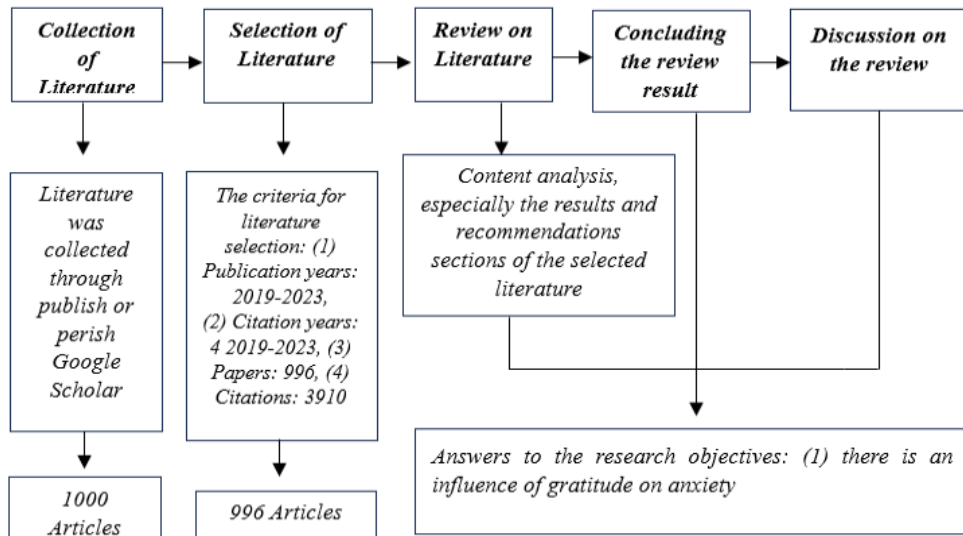 Collection
of
Literature
Selection of
Literature
Review on
Literature
Concluding
the review
result
Discussion on
the review
Literature
was
collected
through
publish or
perish
Google
Scholar
The criteria for
literature
selection: (1)
Publication years:
2019-2023,
(2) Citation years:
4 2019-2023, (3)
Papers: 996, (4)
Citations: 3910
Content analysis,
especially the results and
recommendations
sections of the selected
literature
1000
Articles
996 Articles
Answers to the research objectives: (1) there is an
influence of gratitude on anxiety